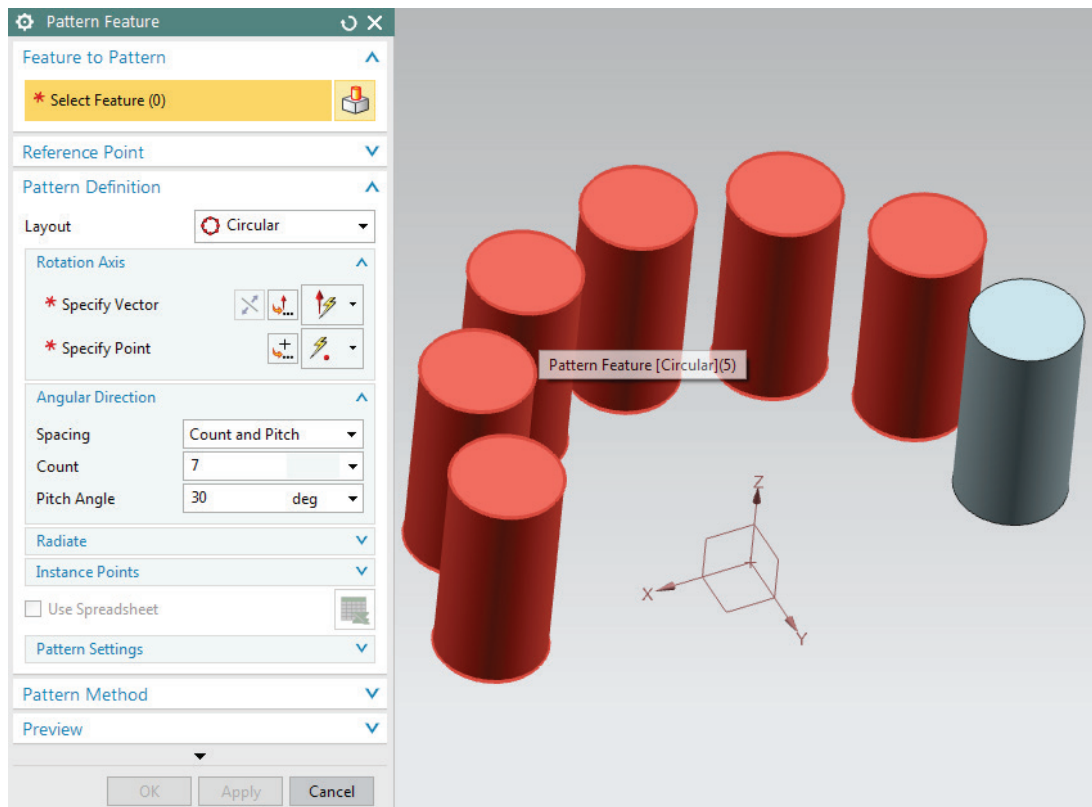 Pattern Feature
Feature to Pattern
* Select Feature (0)
Reference Point
Pattern Definition
Layout Circular
Rotation Axis
* Specify Vector
* Specify Point
Angular Direction
Spacing Count and Pitch
Count 7
Pitch Angle 30 deg
Radiate
Instance Points
Use Spreadsheet
Pattern Settings
Pattern Method
Preview
OK Apply Cancel
Pattern Feature [Circular](5)
Z
X
Y